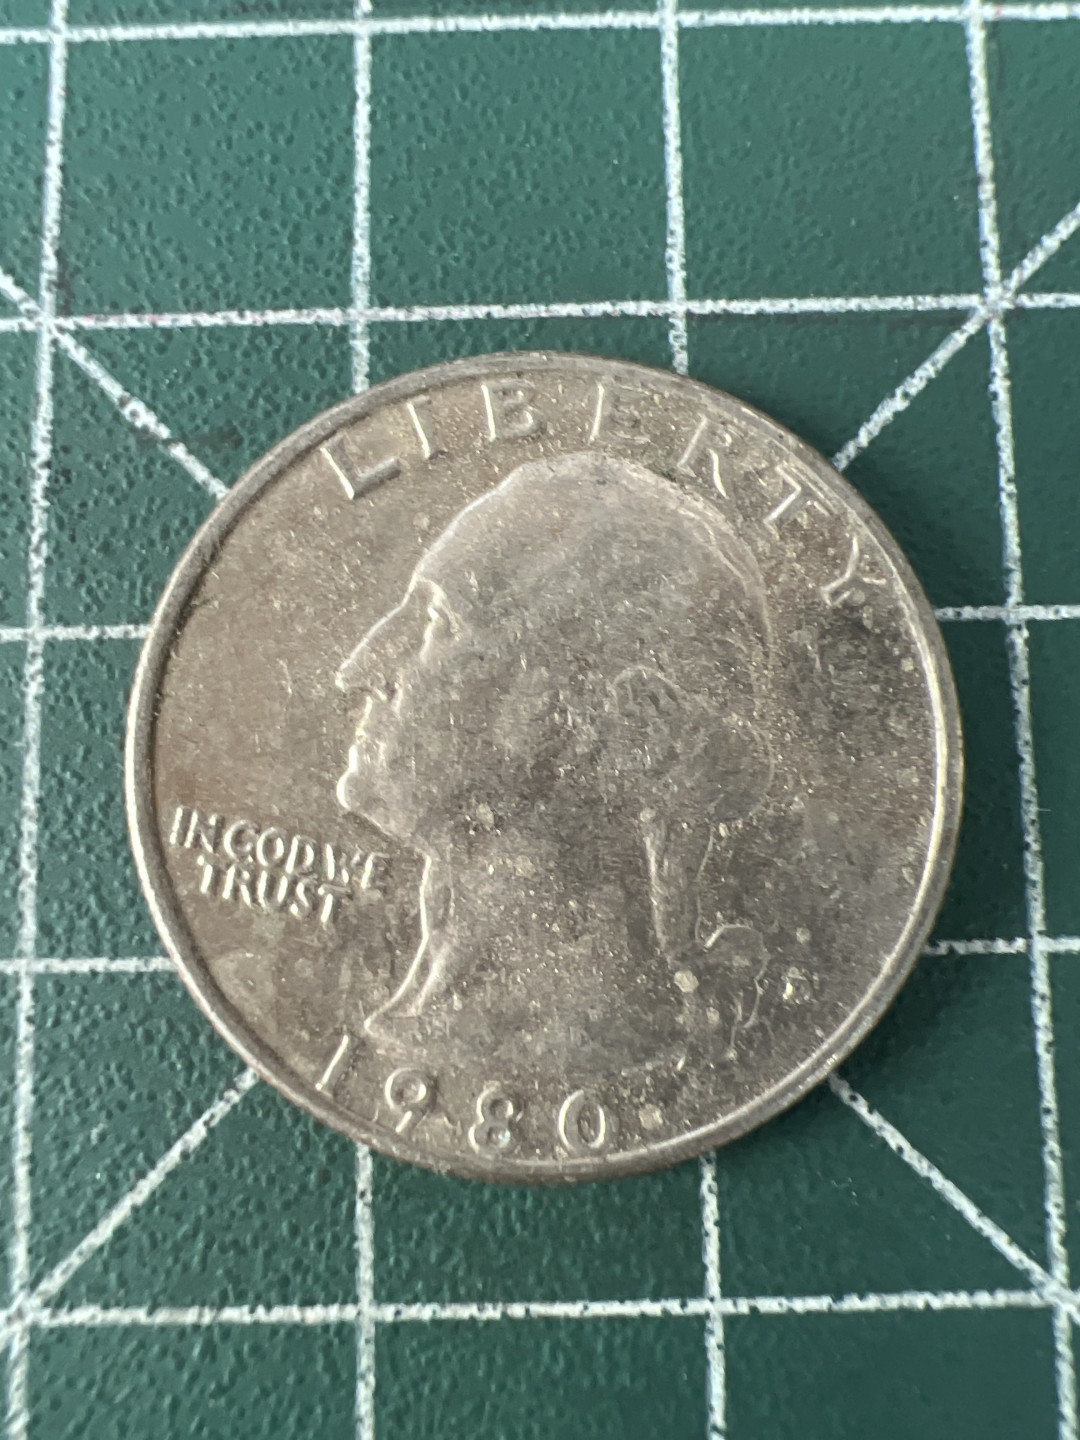 LIBERTY
IN GOD WE
TRUST
1980